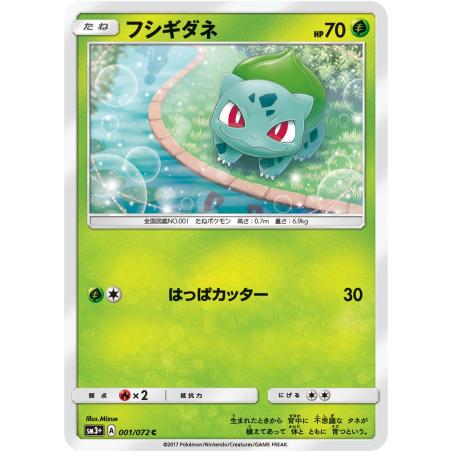 たね フシギダネ HP70
全国図鑑NO.001 たねポケモン 高さ:0.7m 重さ:6.9kg
はっぱカッター 30
弱点 ×2 抵抗力 にげる
Illus.Mizue
SM3+ A 001/072 C
生まれたときから 背中に 不思議な タネが
植えてあって 体と ともに 育つという。
©2017 Pokémon/Nintendo/Creatures/GAME FREAK.